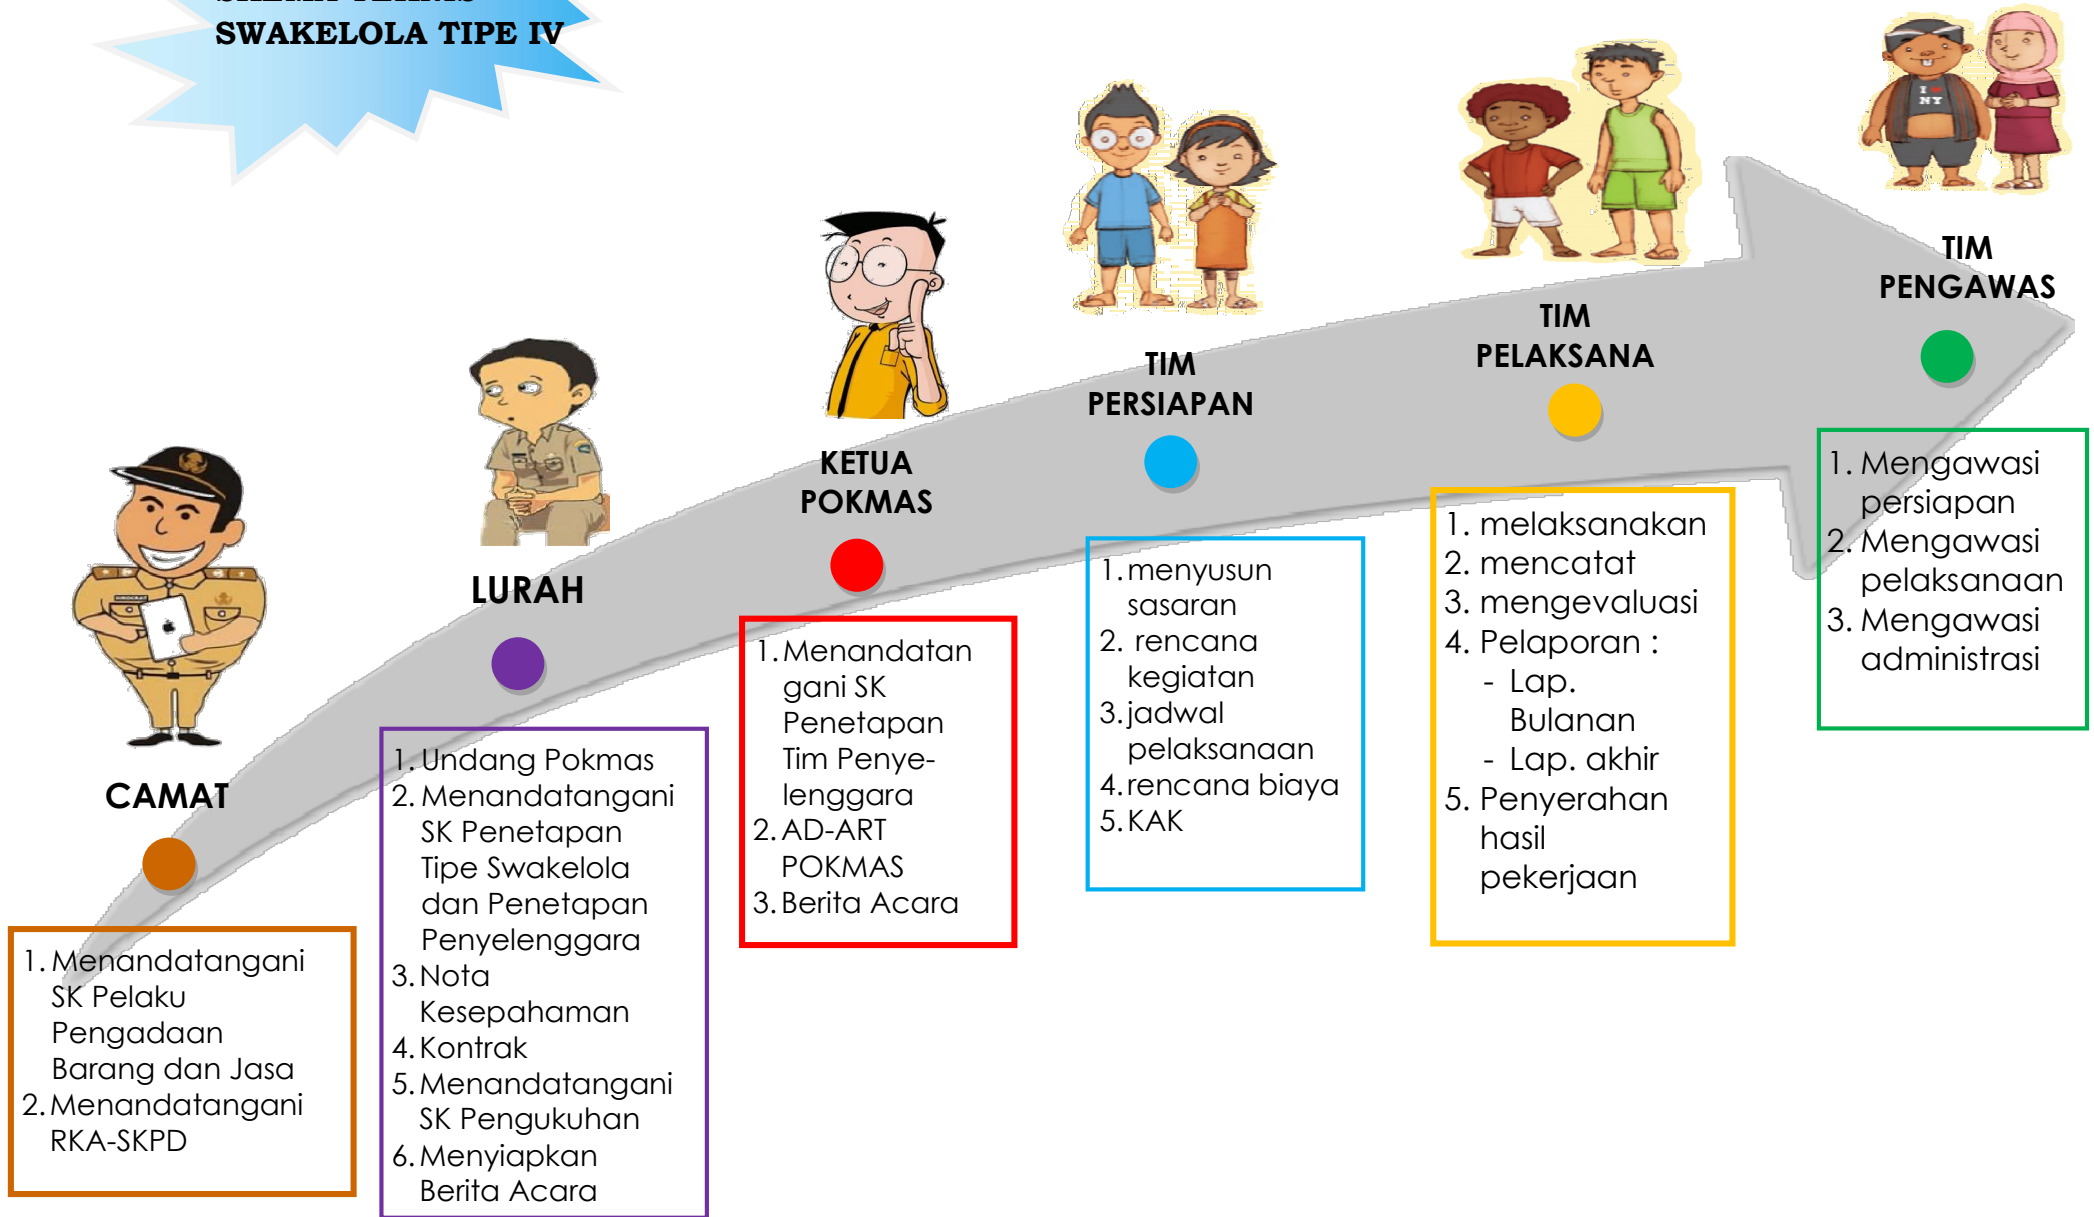 SWAKELOLA TIPE IV
CAMAT
1. Menandatangani
SK Pelaku
Pengadaan
Barang dan Jasa
2. Menandatangani
RKA-SKPD
LURAH
1. Undang Pokmas
2. Menandatangani
SK Penetapan
Tipe Swakelola
dan Penetapan
Penyelenggara
3. Nota
Kesepahaman
4. Kontrak
5. Menandatangani
SK Pengukuhan
6. Menyiapkan
Berita Acara
KETUA
POKMAS
1. Menandatan
gani SK
Penetapan
Tim Penye-
lenggara
2. AD-ART
POKMAS
3. Berita Acara
TIM
PERSIAPAN
1. menyusun
sasaran
2. rencana
kegiatan
3. jadwal
pelaksanaan
4. rencana biaya
5. KAK
TIM
PELAKSANA
1. melaksanakan
2. mencatat
3. mengevaluasi
4. Pelaporan :
- Lap.
Bulanan
- Lap. akhir
5. Penyerahan
hasil
pekerjaan
I ♥
NY
TIM
PENGAWAS
1. Mengawasi
persiapan
2. Mengawasi
pelaksanaan
3. Mengawasi
administrasi